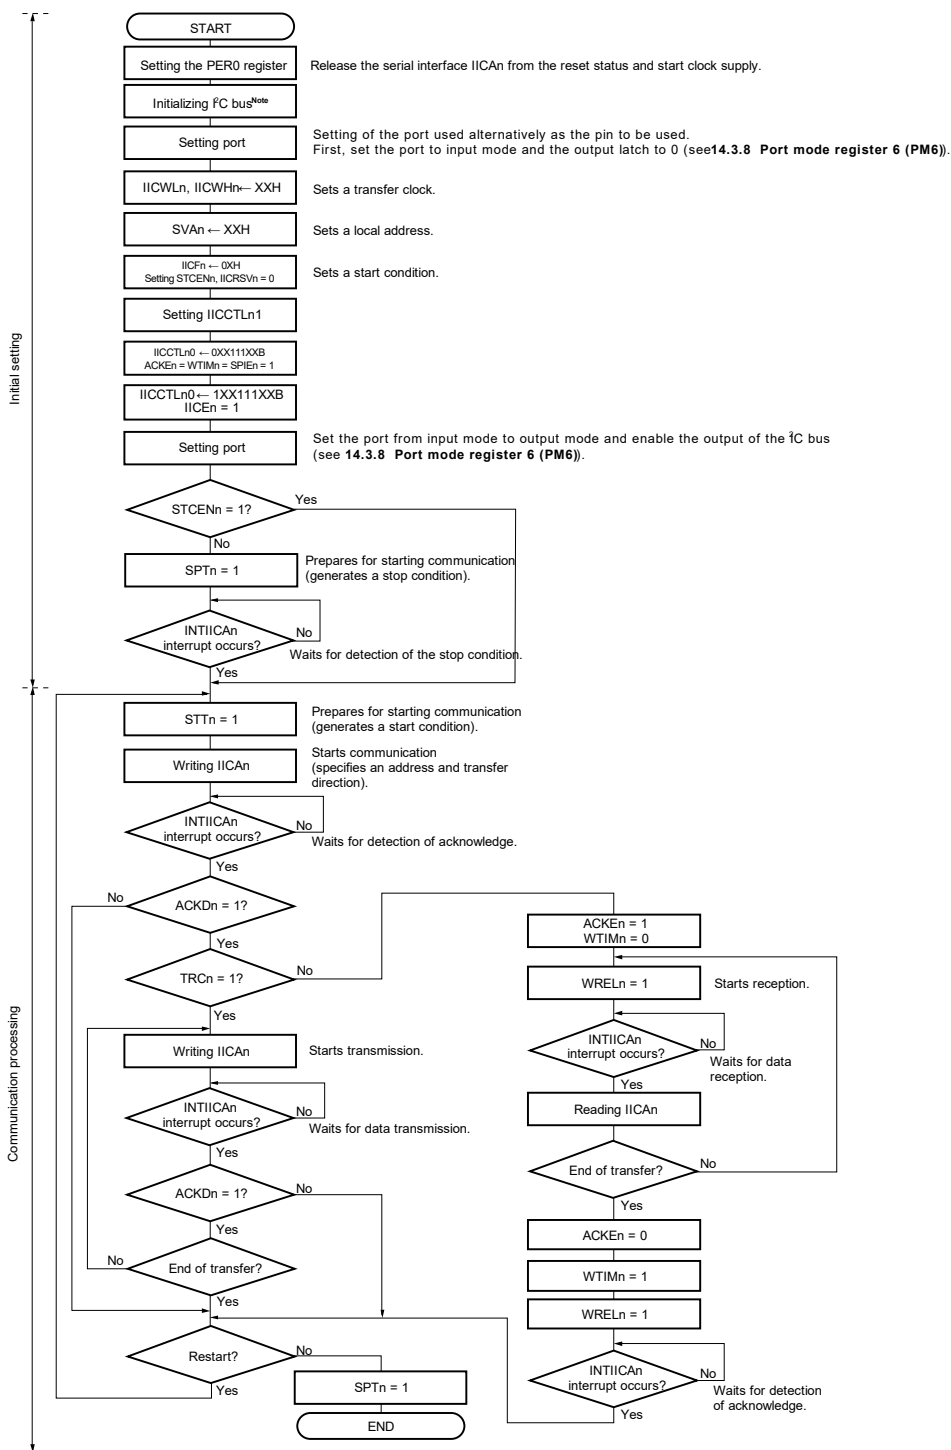 START
Setting the PER0 register
Release the serial interface IICAn from the reset status and start clock supply.
Initializing I²C busNote
Setting port
Setting of the port used alternatively as the pin to be used.
First, set the port to input mode and the output latch to 0 (see14.3.8 Port mode register 6 (PM6)).
IICWLn, IICWHn← XXH
Sets a transfer clock.
SVAn ← XXH
Sets a local address.
IICFn ← 0XH
Setting STCENn, IICRSVn = 0
Sets a start condition.
Setting IICCTLn1
IICCTLn0 ← 0XX111XXB
ACKEn = WTIMn = SPIEn = 1
IICCTLn0← 1XX111XXB
IICEn = 1
Setting port
Set the port from input mode to output mode and enable the output of the I²C bus
(see 14.3.8 Port mode register 6 (PM6)).
Initial setting
STCENn = 1?
Yes
No
SPTn = 1
Prepares for starting communication
(generates a stop condition).
INTIICAn
interrupt occurs?
No
Waits for detection of the stop condition.
Yes
STTn = 1
Prepares for starting communication
(generates a start condition).
Writing IICAn
Starts communication
(specifies an address and transfer
direction).
INTIICAn
interrupt occurs?
No
Waits for detection of acknowledge.
Yes
No
ACKDn = 1?
Yes
TRCn = 1?
No
Yes
Writing IICAn
Starts transmission.
INTIICAn
interrupt occurs?
No
Waits for data transmission.
Yes
ACKDn = 1?
No
Yes
No
End of transfer?
Yes
Restart?
No
Yes
SPTn = 1
END
Communication processing
ACKEn = 1
WTIMn = 0
WRELn = 1
Starts reception.
INTIICAn
interrupt occurs?
No
Waits for data
reception.
Yes
Reading IICAn
End of transfer?
No
Yes
ACKEn = 0
WTIMn = 1
WRELn = 1
INTIICAn
interrupt occurs?
No
Waits for detection
of acknowledge.
Yes